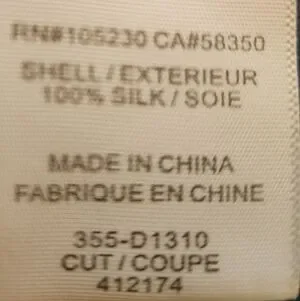 RN#105230 CA#58350
SHELL/EXTERIEUR
100% SILK/SOIE
MADE IN CHINA
FABRIQUE EN CHINE
355-D1310
CUT/COUPE
412174